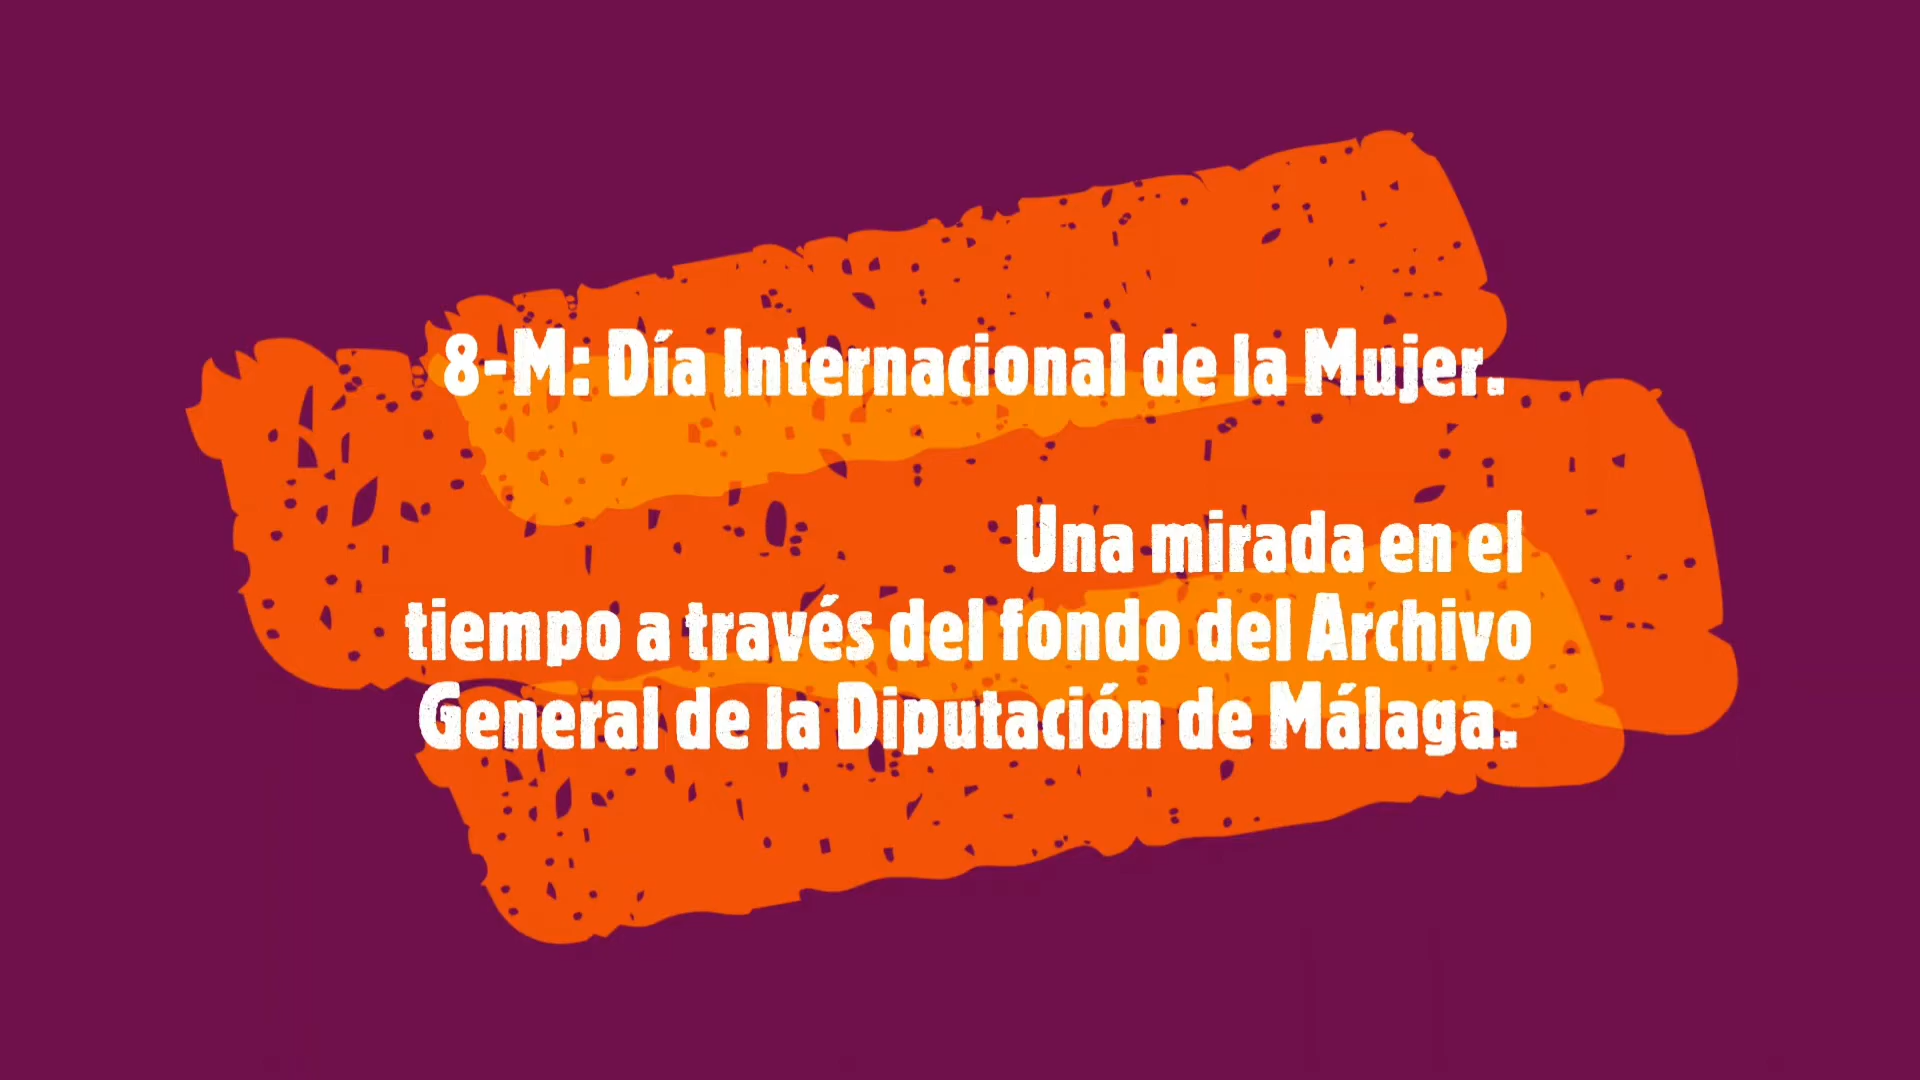 8-M: Día Internacional de la Mujer.
Una mirada en el
tiempo a través del fondo del Archivo
General de la Diputación de Málaga.